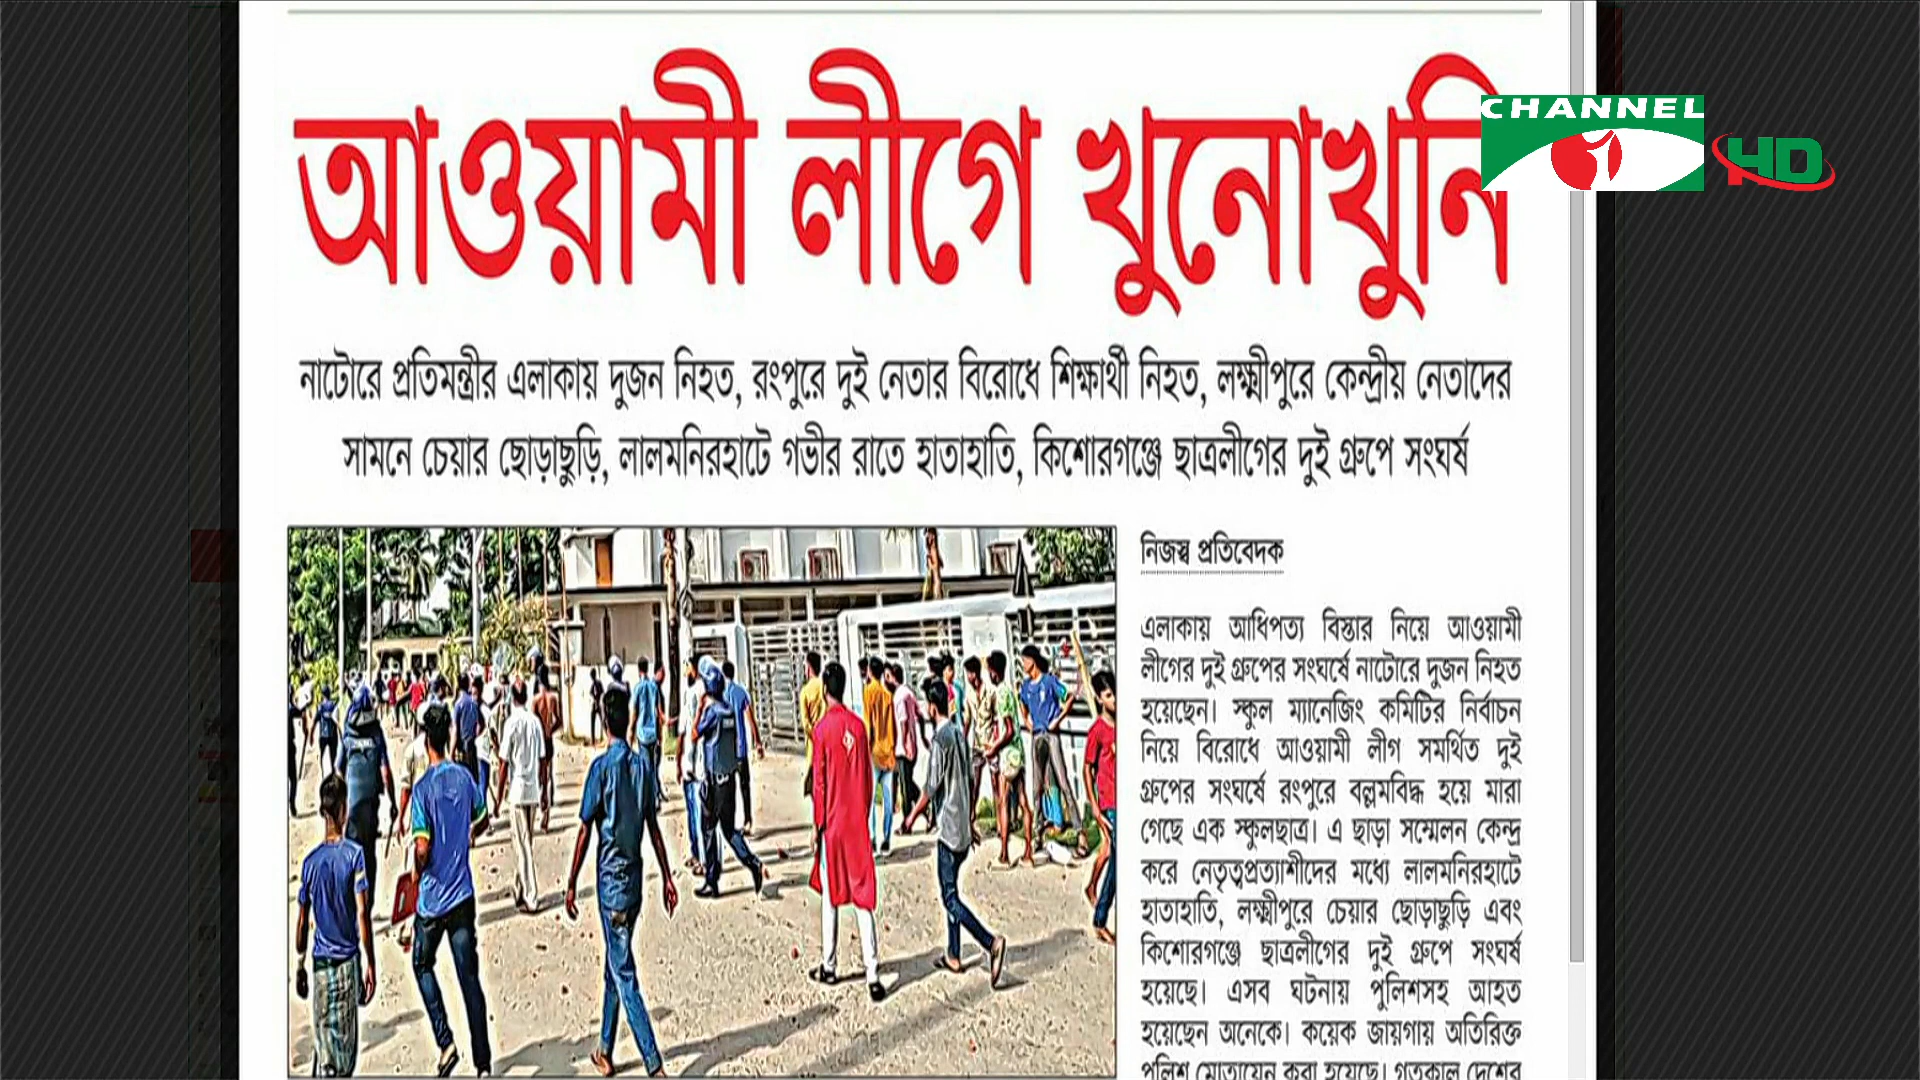 আওয়ামী লীগে খুনোখুনি
CHANNEL
i
HD
নাটোরে প্রতিমন্ত্রীর এলাকায় দুজন নিহত, রংপুরে দুই নেতার বিরোধে শিক্ষার্থী নিহত, লক্ষ্মীপুরে কেন্দ্রীয় নেতাদের
সামনে চেয়ার ছোড়াছুড়ি, লালমনিরহাটে গভীর রাতে হাতাহাতি, কিশোরগঞ্জে ছাত্রলীগের দুই গ্রুপে সংঘর্ষ
নিজস্ব প্রতিবেদক
এলাকায় আধিপত্য বিস্তার নিয়ে আওয়ামী
লীগের দুই গ্রুপের সংঘর্ষে নাটোরে দুজন নিহত
হয়েছেন। স্কুল ম্যানেজিং কমিটির নির্বাচন
নিয়ে বিরোধে আওয়ামী লীগ সমর্থিত দুই
গ্রুপের সংঘর্ষে রংপুরে বল্লমবিদ্ধ হয়ে মারা
গেছে এক স্কুলছাত্র। এ ছাড়া সম্মেলন কেন্দ্র
করে নেতৃত্বপ্রত্যাশীদের মধ্যে লালমনিরহাটে
হাতাহাতি, লক্ষ্মীপুরে চেয়ার ছোড়াছুড়ি এবং
কিশোরগঞ্জে ছাত্রলীগের দুই গ্রুপে সংঘর্ষ
হয়েছে। এসব ঘটনায় পুলিশসহ আহত
হয়েছেন অনেকে। কয়েক জায়গায় অতিরিক্ত
পুলিশ মোতায়েন করা হয়েছে। গতকাল দেশের